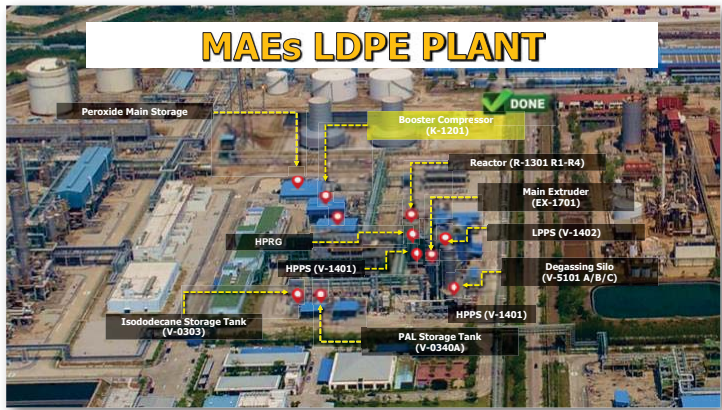 MAEs LDPE PLANT
DONE
Peroxide Main Storage
Booster Compressor
(K-1201)
Reactor (R-1301 R1-R4)
Main Extruder
(EX-1701)
HPRG
LPPS (V-1402)
HPPS (V-1401)
Degassing Silo
(V-5101 A/B/C)
HPPS (V-1401)
Isododecane Storage Tank
(V-0303)
PAL Storage Tank
(V-0340A)